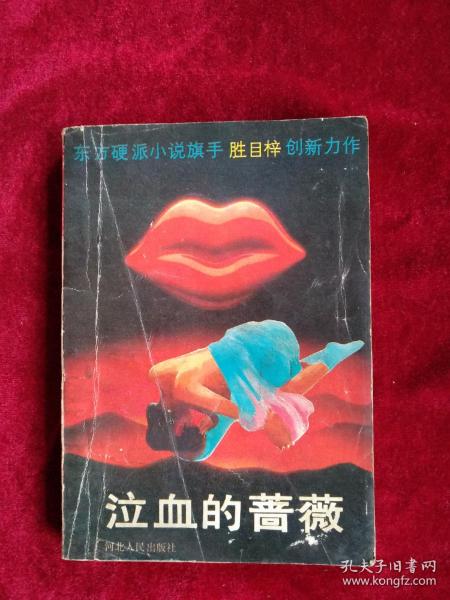 东方硬派小说旗手 胜目梓 创新力作
泣血的蔷薇
河北人民出版社
孔夫子旧书网
www.kongfz.com